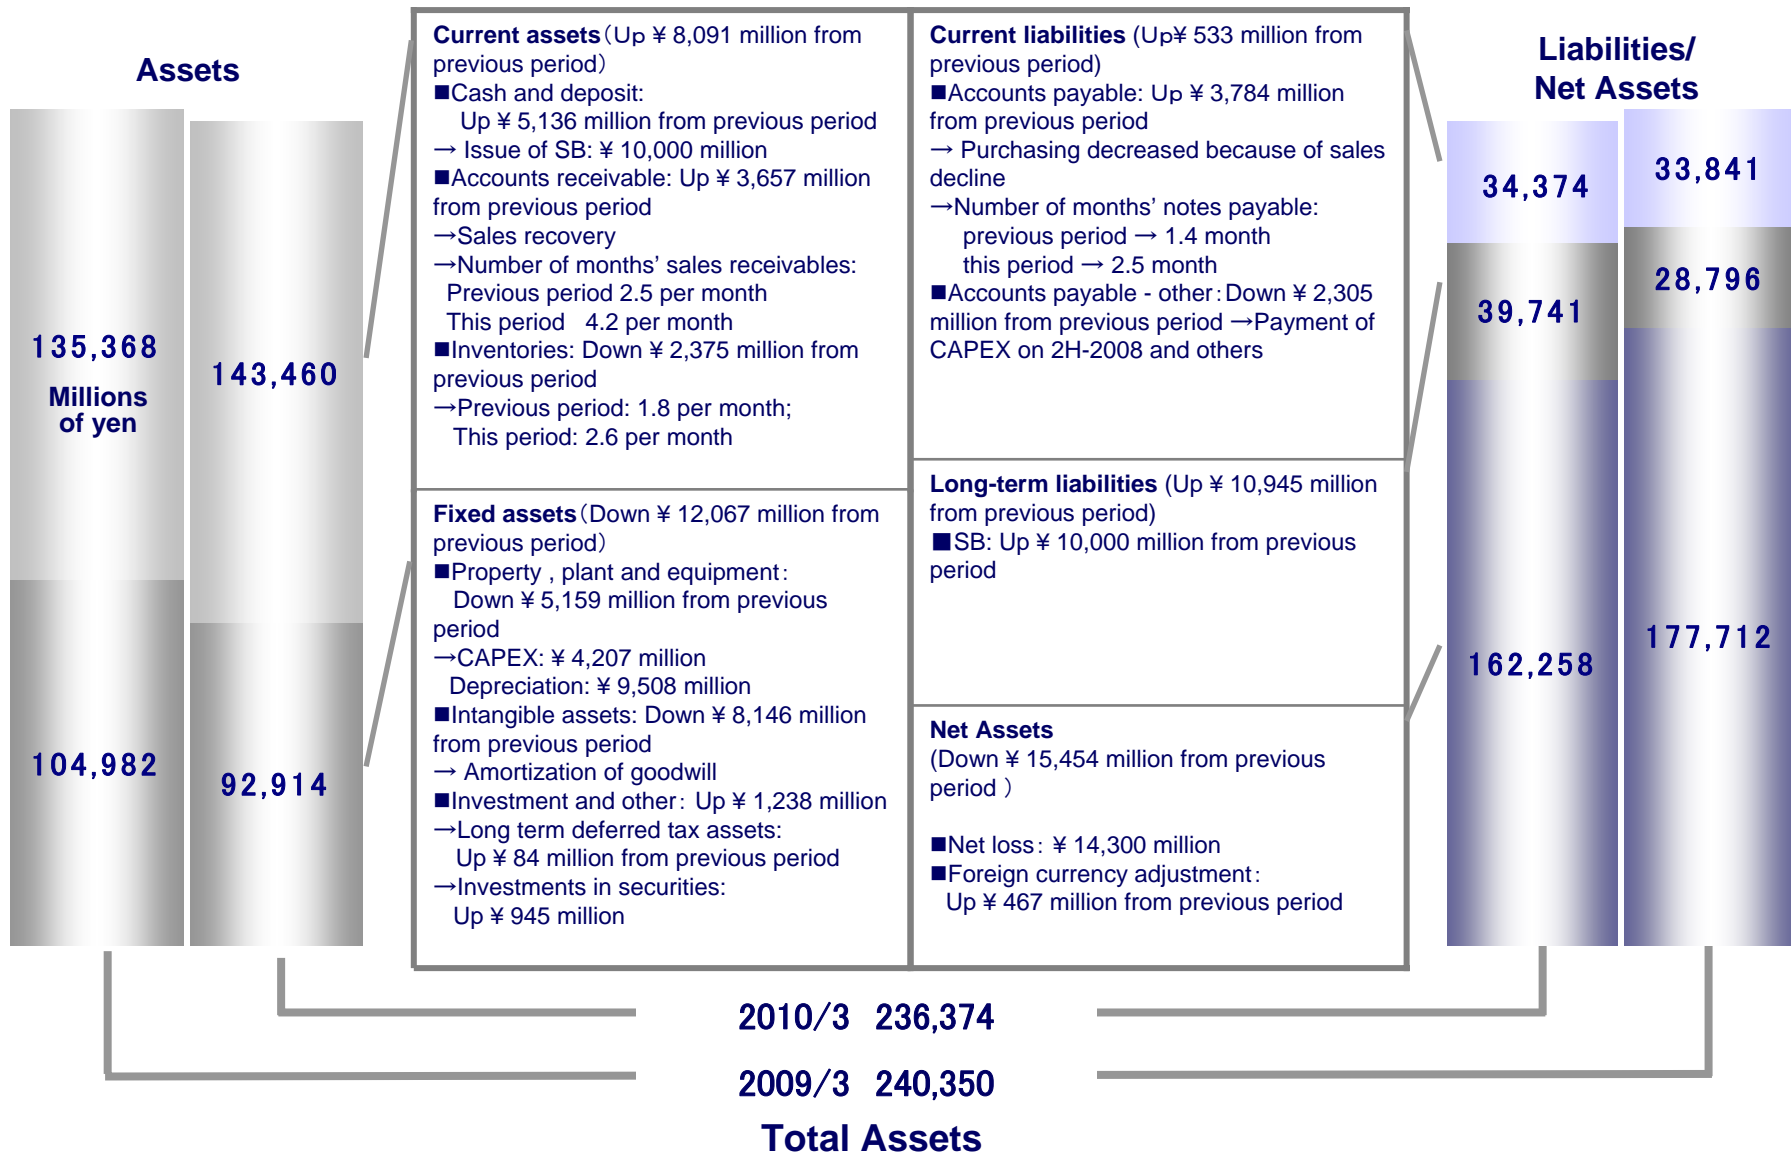 Assets
135,368
Millions
of yen
104,982
143,460
92,914
Current assets（Up ¥ 8,091 million from
previous period）
■Cash and deposit:
Up ¥ 5,136 million from previous period
→ Issue of SB: ¥ 10,000 million
■Accounts receivable: Up ¥ 3,657 million
from previous period
→Sales recovery
→Number of months’ sales receivables:
Previous period 2.5 per month
This period 4.2 per month
■Inventories: Down ¥ 2,375 million from
previous period
→Previous period: 1.8 per month;
This period: 2.6 per month
Fixed assets（Down ¥ 12,067 million from
previous period）
■Property , plant and equipment：
Down ¥ 5,159 million from previous
period
→CAPEX: ¥ 4,207 million
Depreciation: ¥ 9,508 million
■Intangible assets: Down ¥ 8,146 million
from previous period
→ Amortization of goodwill
■Investment and other： Up ¥ 1,238 million
→Long term deferred tax assets:
Up ¥ 84 million from previous period
→Investments in securities:
Up ¥ 945 million
Current liabilities (Up¥ 533 million from
previous period)
■Accounts payable: Up ¥ 3,784 million
from previous period
→ Purchasing decreased because of sales
decline
→Number of months’ notes payable:
previous period → 1.4 month
this period → 2.5 month
■Accounts payable - other：Down ¥ 2,305
million from previous period →Payment of
CAPEX on 2H-2008 and others
Long-term liabilities (Up ¥ 10,945 million
from previous period)
■SB: Up ¥ 10,000 million from previous
period
Net Assets
(Down ¥ 15,454 million from previous
period ）
■Net loss： ¥ 14,300 million
■Foreign currency adjustment：
Up ¥ 467 million from previous period
Liabilities/
Net Assets
34,374
39,741
162,258
33,841
28,796
177,712
2010/3 236,374
2009/3 240,350
Total Assets